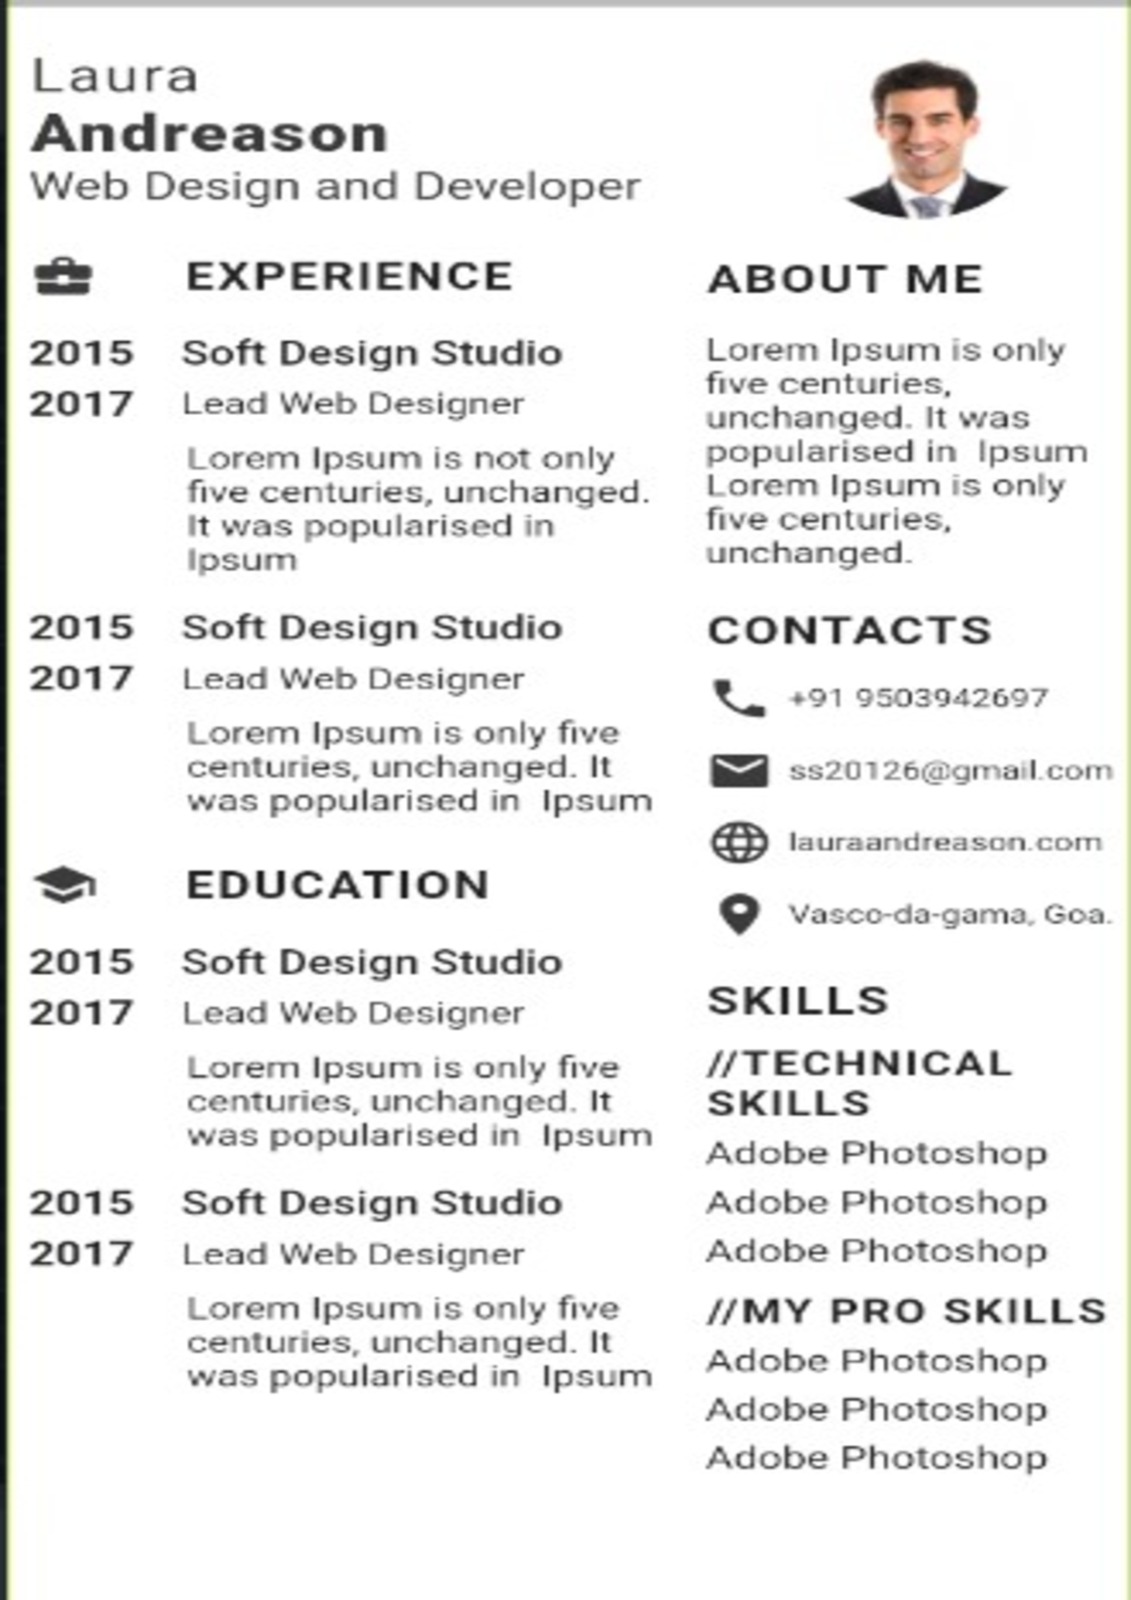 Laura
Andreason
Web Design and Developer
EXPERIENCE
2015 Soft Design Studio
2017 Lead Web Designer
Lorem Ipsum is not only
five centuries, unchanged.
It was popularised in
Ipsum
2015 Soft Design Studio
2017 Lead Web Designer
Lorem Ipsum is only five
centuries, unchanged. It
was popularised in  Ipsum
EDUCATION
2015 Soft Design Studio
2017 Lead Web Designer
Lorem Ipsum is only five
centuries, unchanged. It
was popularised in  Ipsum
2015 Soft Design Studio
2017 Lead Web Designer
Lorem Ipsum is only five
centuries, unchanged. It
was popularised in  Ipsum
ABOUT ME
Lorem Ipsum is only
five centuries,
unchanged. It was
popularised in  Ipsum
Lorem Ipsum is only
five centuries,
unchanged.
CONTACTS
+91 9503942697
ss20126@gmail.com
lauraandreason.com
Vasco-da-gama, Goa.
SKILLS
//TECHNICAL
SKILLS
Adobe Photoshop
Adobe Photoshop
Adobe Photoshop
//MY PRO SKILLS
Adobe Photoshop
Adobe Photoshop
Adobe Photoshop